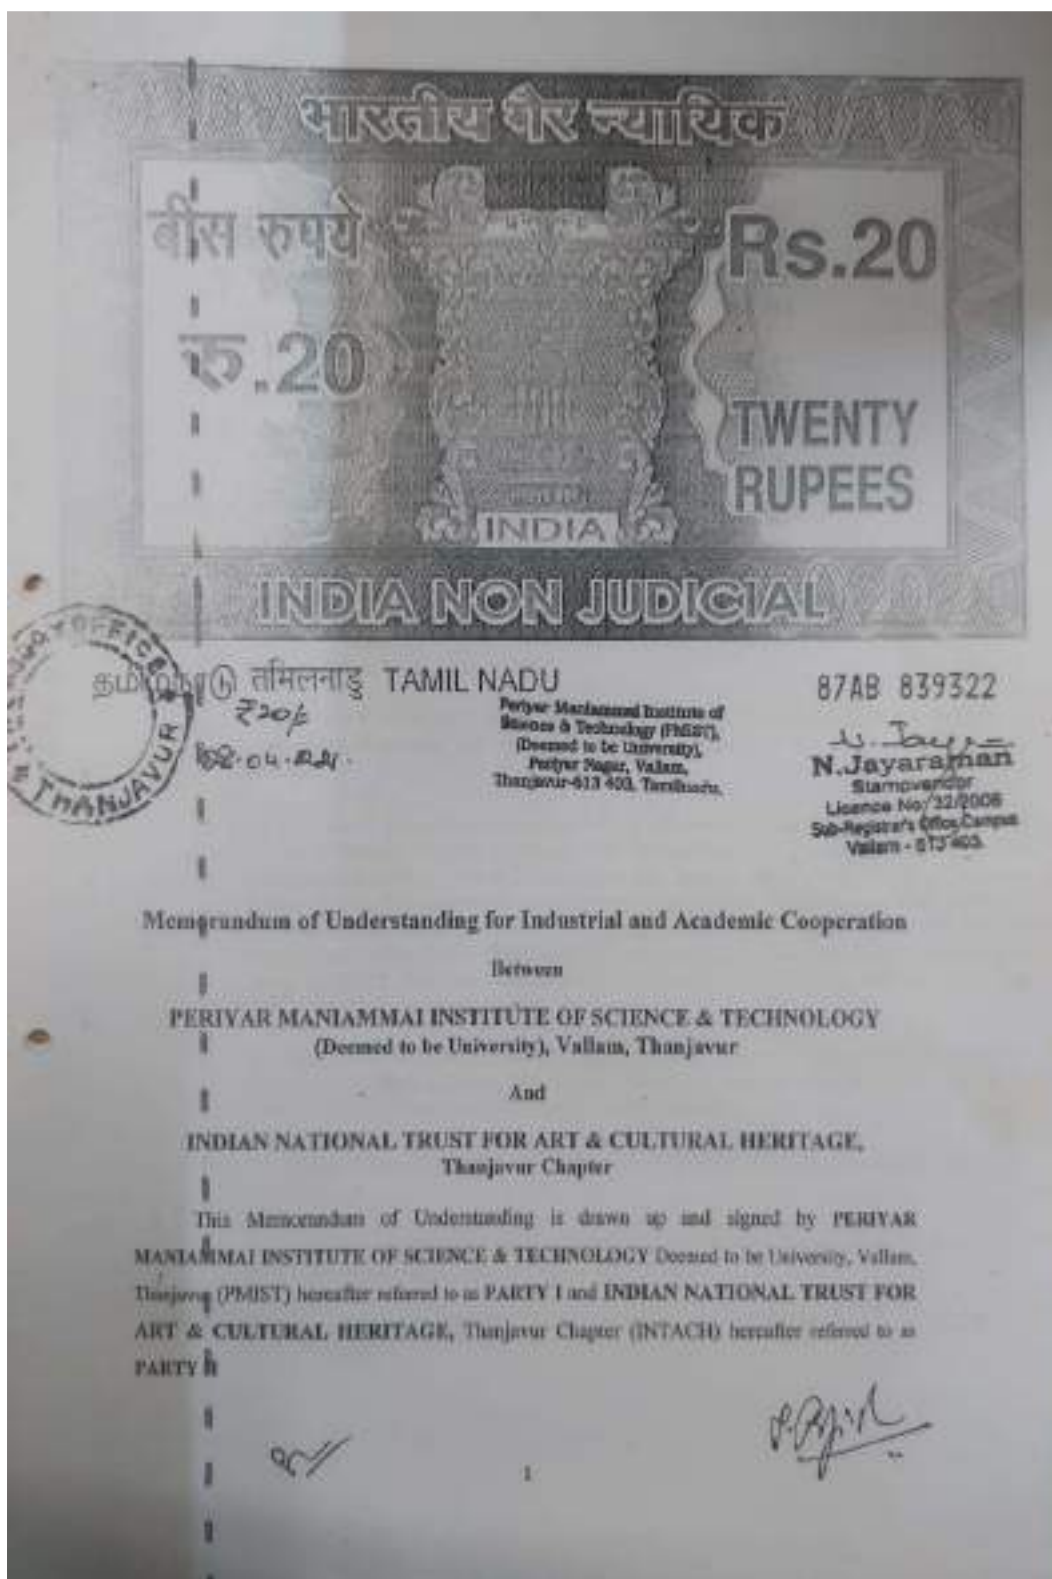 भारतीय गैर न्यायिक
बीस रुपये
Rs.20
रु.20
TWENTY
RUPEES
INDIA
INDIA NON JUDICIAL
தமிழ்நாடு तमिलनाडु TAMIL NADU
87AB 839322
₹20/-
Periyar Maniammai Institute of
Science & Technology (PMIST),
(Deemed to be University),
Periyar Nagar, Vallam,
Thanjavur-613 403, Tamilnadu.
N.Jayaraman
Stampvendor
Licence No/32/2008
Sub-Registrar's Office Campus
Vallam - 613 403.
OFFICE
THANJAVUR
Memorandum of Understanding for Industrial and Academic Cooperation
Between
PERIYAR MANIAMMAI INSTITUTE OF SCIENCE & TECHNOLOGY
(Deemed to be University), Vallam, Thanjavur
And
INDIAN NATIONAL TRUST FOR ART & CULTURAL HERITAGE,
Thanjavur Chapter
This Memorandum of Understanding is drawn up and signed by PERIYAR
MANIAMMAI INSTITUTE OF SCIENCE & TECHNOLOGY Deemed to be University, Vallam,
Thanjavur (PMIST) hereafter referred to as PARTY I and INDIAN NATIONAL TRUST FOR
ART & CULTURAL HERITAGE, Thanjavur Chapter (INTACH) hereafter referred to as
PARTY II
1